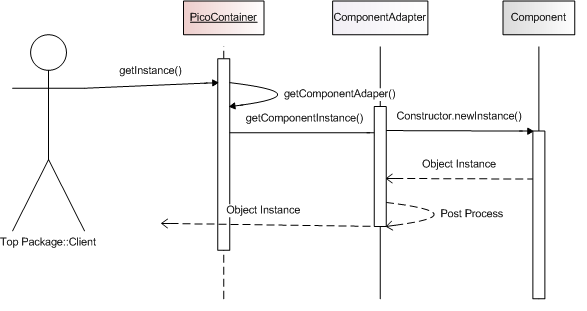 PicoContainer
ComponentAdapter
Component
getInstance()
getComponentAdaper()
getComponentInstance()
Constructor.newInstance()
Object Instance
Object Instance
Post Process
Top Package::Client